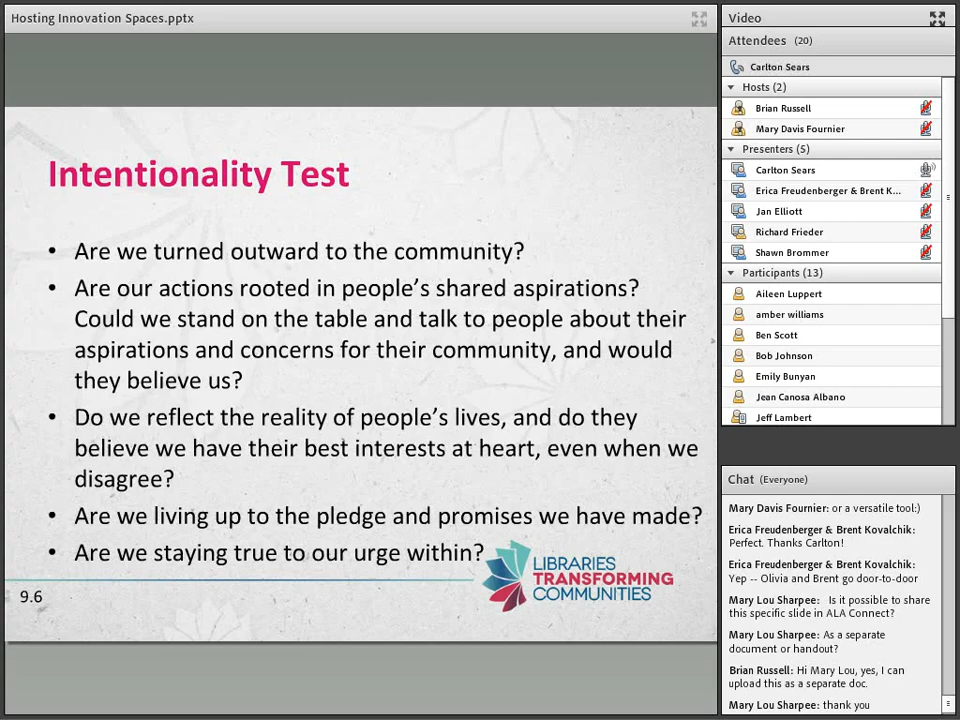 Hosting Innovation Spaces.pptx
Intentionality Test
• Are we turned outward to the community?
• Are our actions rooted in people's shared aspirations?
Could we stand on the table and talk to people about their
aspirations and concerns for their community, and would
they believe us?
• Do we reflect the reality of people's lives, and do they
believe we have their best interests at heart, even when we
disagree?
• Are we living up to the pledge and promises we have made?
• Are we staying true to our urge within?
LIBRARIES
TRANSFORMING
COMMUNITIES
9.6
Video
Attendees (20)
Carlton Sears
Hosts (2)
Brian Russell
Mary Davis Fournier
Presenters (5)
Carlton Sears
Erica Freudenberger & Brent K...
Jan Elliott
Richard Frieder
Shawn Brommer
Participants (13)
Aileen Luppert
amber williams
Ben Scott
Bob Johnson
Emily Bunyan
Jean Canosa Albano
Jeff Lambert
Chat (Everyone)
Mary Davis Fournier: or a versatile tool:)
Erica Freudenberger & Brent Kovalchik:
Perfect. Thanks Carlton!
Erica Freudenberger & Brent Kovalchik:
Yep -- Olivia and Brent go door-to-door
Mary Lou Sharpee: Is it possible to share
this specific slide in ALA Connect?
Mary Lou Sharpee: As a separate
document or handout?
Brian Russell: Hi Mary Lou, yes, I can
upload this as a separate doc.
Mary Lou Sharpee: thank you